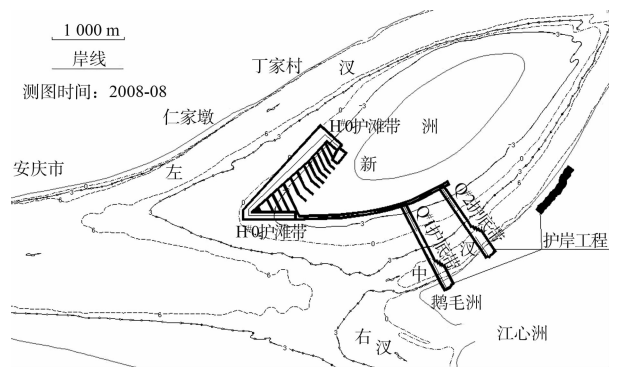 1 000 m
岸线
测图时间：2008-08
丁家村
汊
仁家墩
H#0护滩带
洲
新
安庆市
左
H#0护滩带
Q#1护底带
Q#2护底带
汊
护岸工程
中
鹅毛洲
右
汊
江心洲